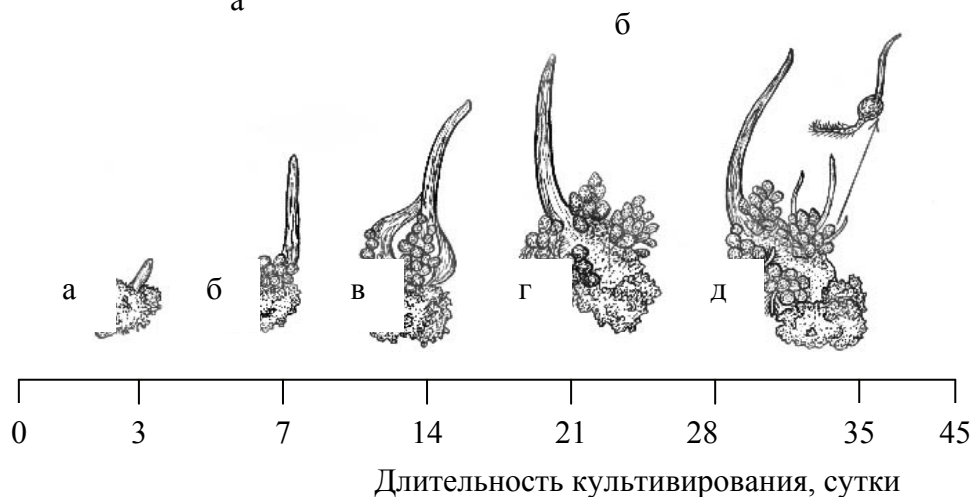 а
б
а б в г д
0 3 7 14 21 28 35 45
Длительность культивирования, сутки